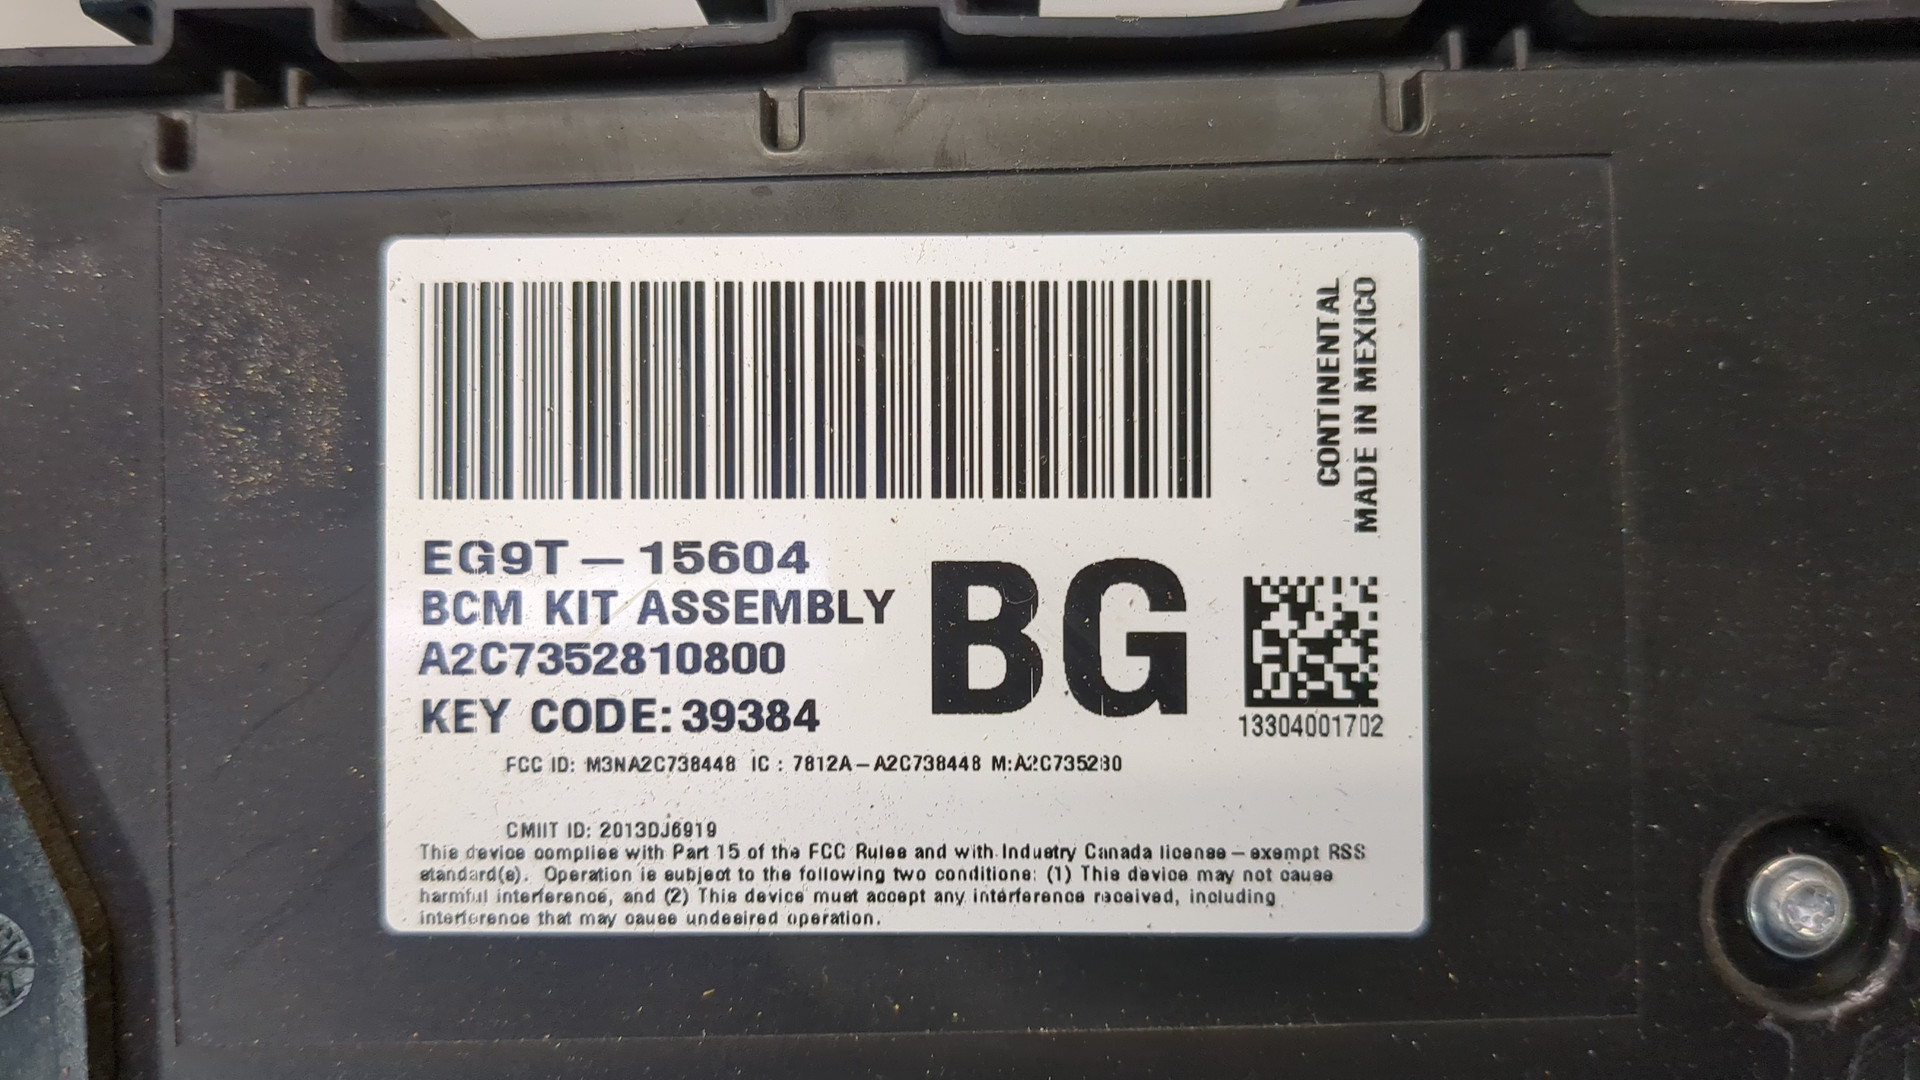 CONTINENTAL
MADE IN MEXICO
EG9T – 15604
BCM KIT ASSEMBLY
A2C7352810800
KEY CODE: 39384
BG
13304001702
FCC ID: M3NA2C738448 IC : 7812A – A2C738448 M:A2C735280
CMIIT ID: 2013DJ6919
This device complies with Part 15 of the FCC Rules and with Industry Canada license – exempt RSS
standard(s). Operation is subject to the following two conditions: (1) This device may not cause
harmful interference, and (2) This device must accept any interference received, including
interference that may cause undesired operation.